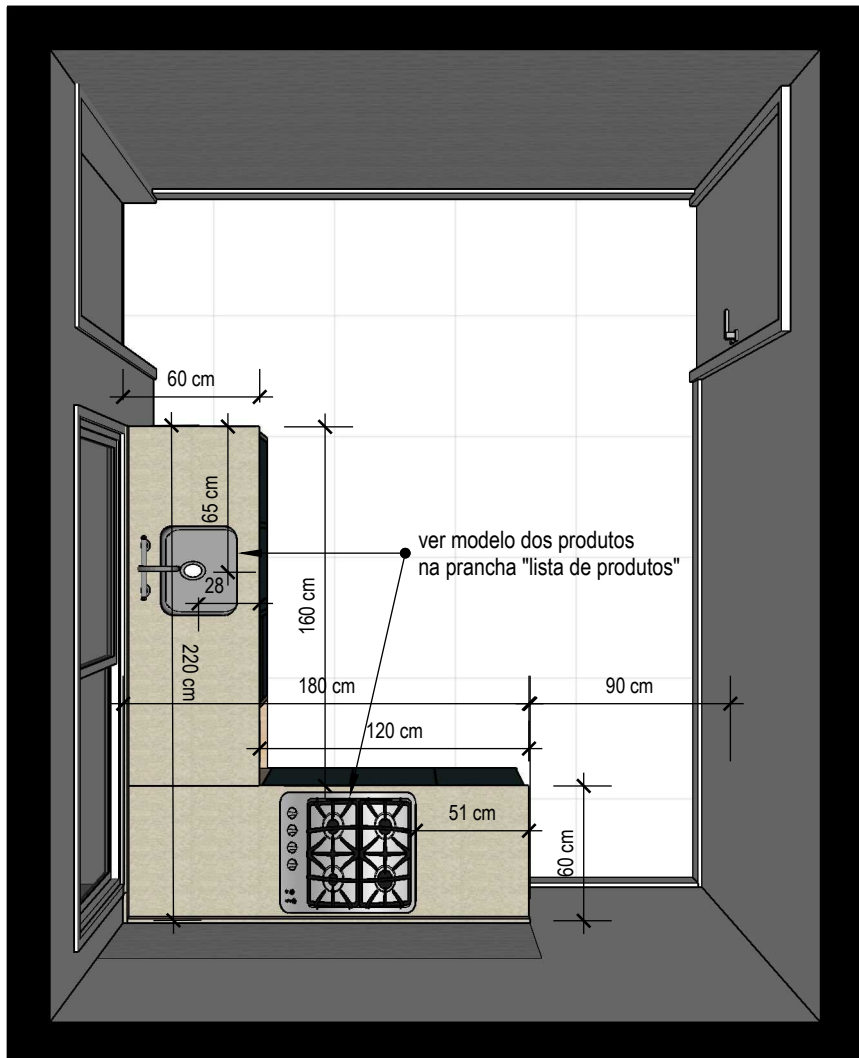 60 cm
65 cm
ver modelo dos produtos
na prancha "lista de produtos"
28
160 cm
220 cm
180 cm
90 cm
120 cm
51 cm
60 cm